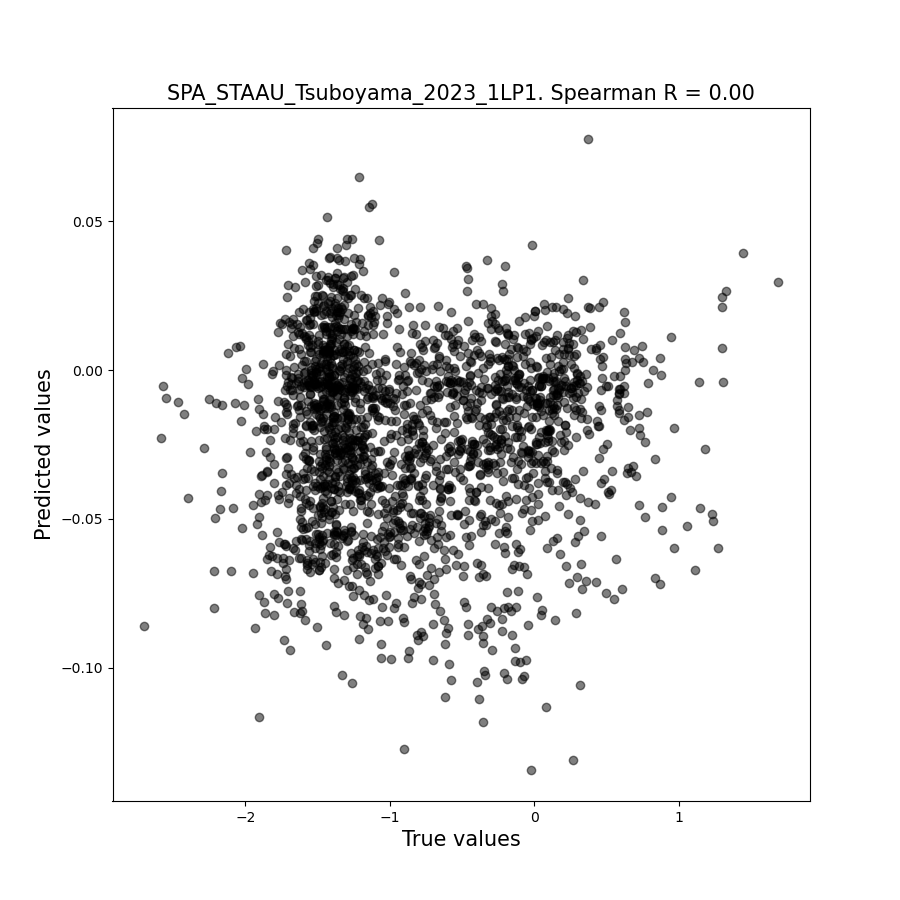 SPA_STAAU_Tsuboyama_2023_1LP1. Spearman R = 0.00
0.05
0.00
−0.05
−0.10
Predicted values
−2
−1
0
1
True values